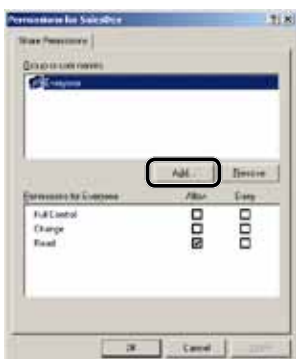 Permissions for SalesDocs
Share Permissions
Group or user names:
Everyone
Add...
Remove
Permissions for Everyone
Allow
Deny
Full Control
Change
Read
OK
Cancel
Apply